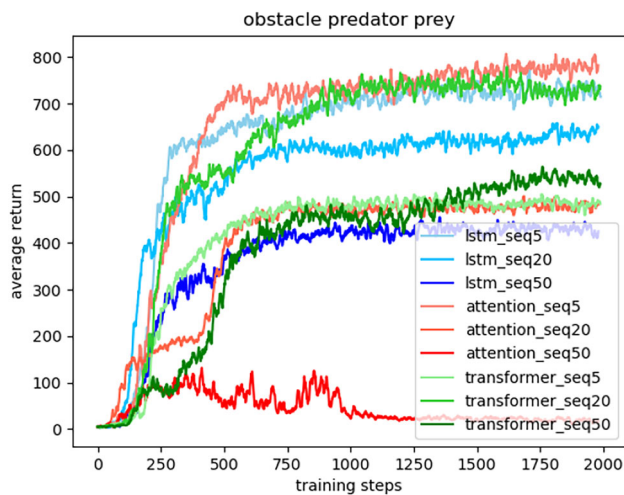 obstacle predator prey
average return
800
700
600
500
400
300
200
100
0
0
250
500
750
1000
1250
1500
1750
2000
training steps
lstm_seq5
lstm_seq20
lstm_seq50
attention_seq5
attention_seq20
attention_seq50
transformer_seq5
transformer_seq20
transformer_seq50